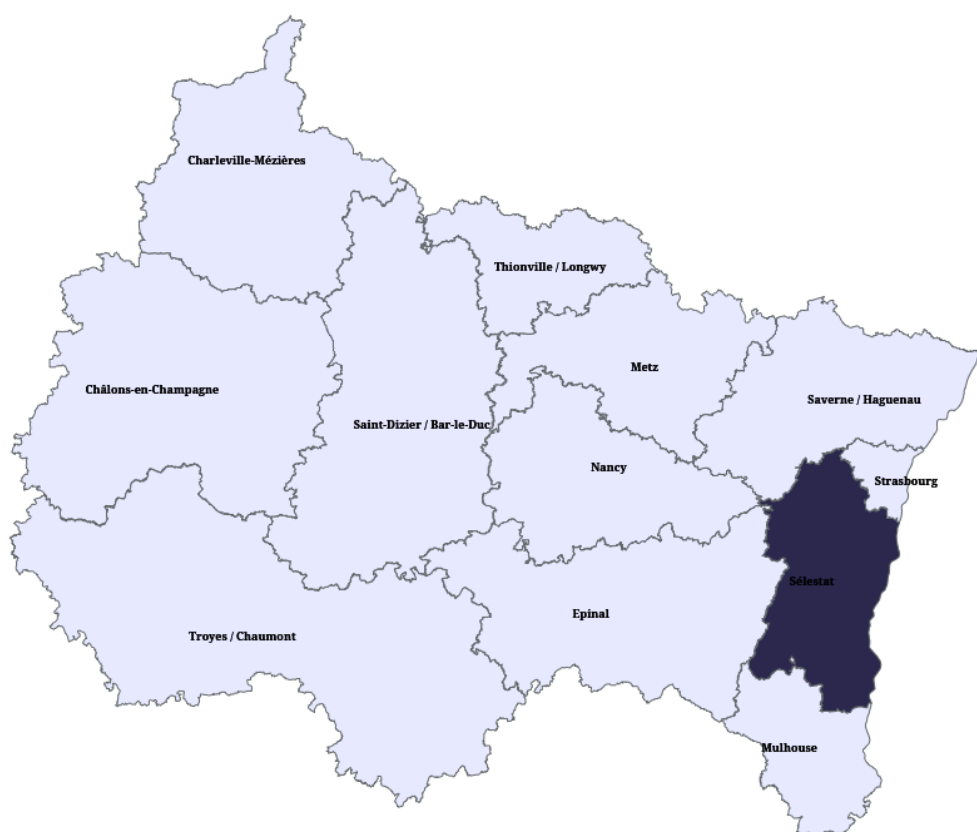 Charleville-Mézières
Thionville / Longwy
Metz
Châlons-en-Champagne
Saverne / Haguenau
Saint-Dizier / Bar-le-Duc
Nancy
Strasbourg
Sélestat
Epinal
Troyes / Chaumont
Mulhouse